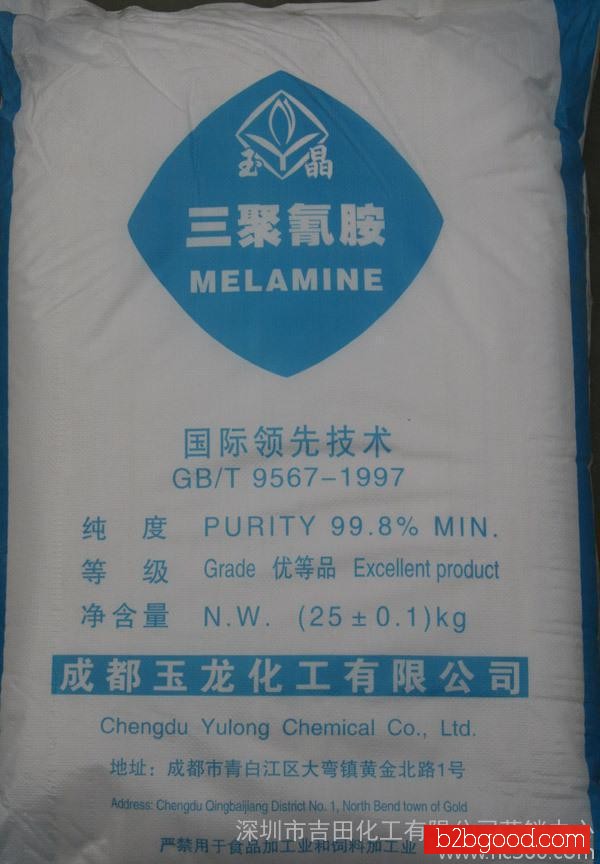 玉晶
三聚氰胺
MELAMINE
国际领先技术
GB/T 9567-1997
纯 度 PURITY 99.8% MIN.
等 级 Grade 优等品 Excellent product
净含量 N.W. (25±0.1)kg
成都玉龙化工有限公司
Chengdu Yulong Chemical Co., Ltd.
地址：成都市青白江区大弯镇黄金北路1号
Address: Chengdu Qingbaijiang District No. 1, North Bend town of Gold
深圳市吉田化工有限公司营销中心
严禁用于食品加工业和饲料加工业
b2bgood.com